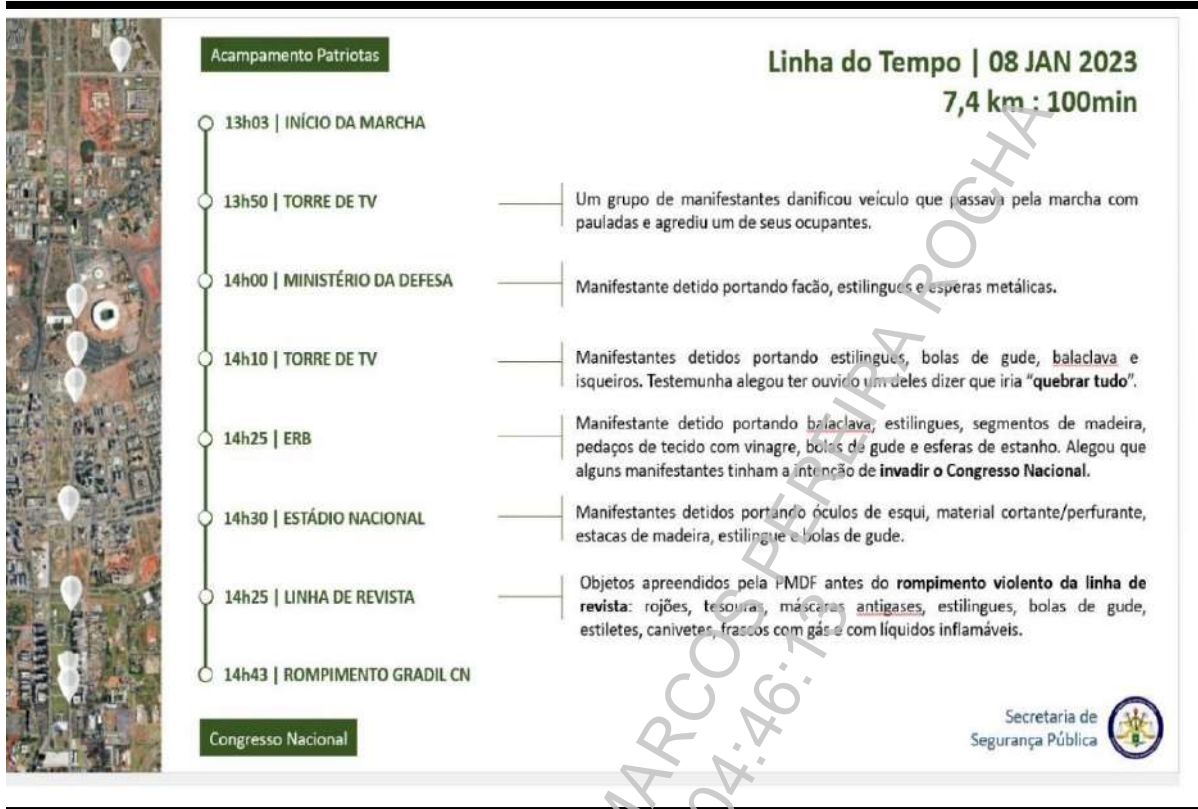 Acampamento Patriotas
Linha do Tempo | 08 JAN 2023
7,4 km : 100min
13h03 | INÍCIO DA MARCHA
13h50 | TORRE DE TV
Um grupo de manifestantes danificou veículo que passava pela marcha com
pauladas e agrediu um de seus ocupantes.
14h00 | MINISTÉRIO DA DEFESA
Manifestante detido portando facão, estilingues e esperas metálicas.
14h10 | TORRE DE TV
Manifestantes detidos portando estilingues, bolas de gude, balaclava e
isqueiros. Testemunha alegou ter ouvido um deles dizer que iria “quebrar tudo”.
14h25 | ERB
Manifestante detido portando balaclava, estilingues, segmentos de madeira,
pedaços de tecido com vinagre, bolas de gude e esferas de estanho. Alegou que
alguns manifestantes tinham a intenção de invadir o Congresso Nacional.
14h30 | ESTÁDIO NACIONAL
Manifestantes detidos portando óculos de esqui, material cortante/perfurante,
estacas de madeira, estilingue e bolas de gude.
14h25 | LINHA DE REVISTA
Objetos apreendidos pela PMDF antes do rompimento violento da linha de
revista: rojões, tesouras, máscaras antigases, estilingues, bolas de gude,
estiletes, canivetes, frascos com gás e com líquidos inflamáveis.
14h43 | ROMPIMENTO GRADIL CN
Congresso Nacional
Secretaria de
Segurança Pública
MARCOS PEREIRA ROCHA
04:46:13